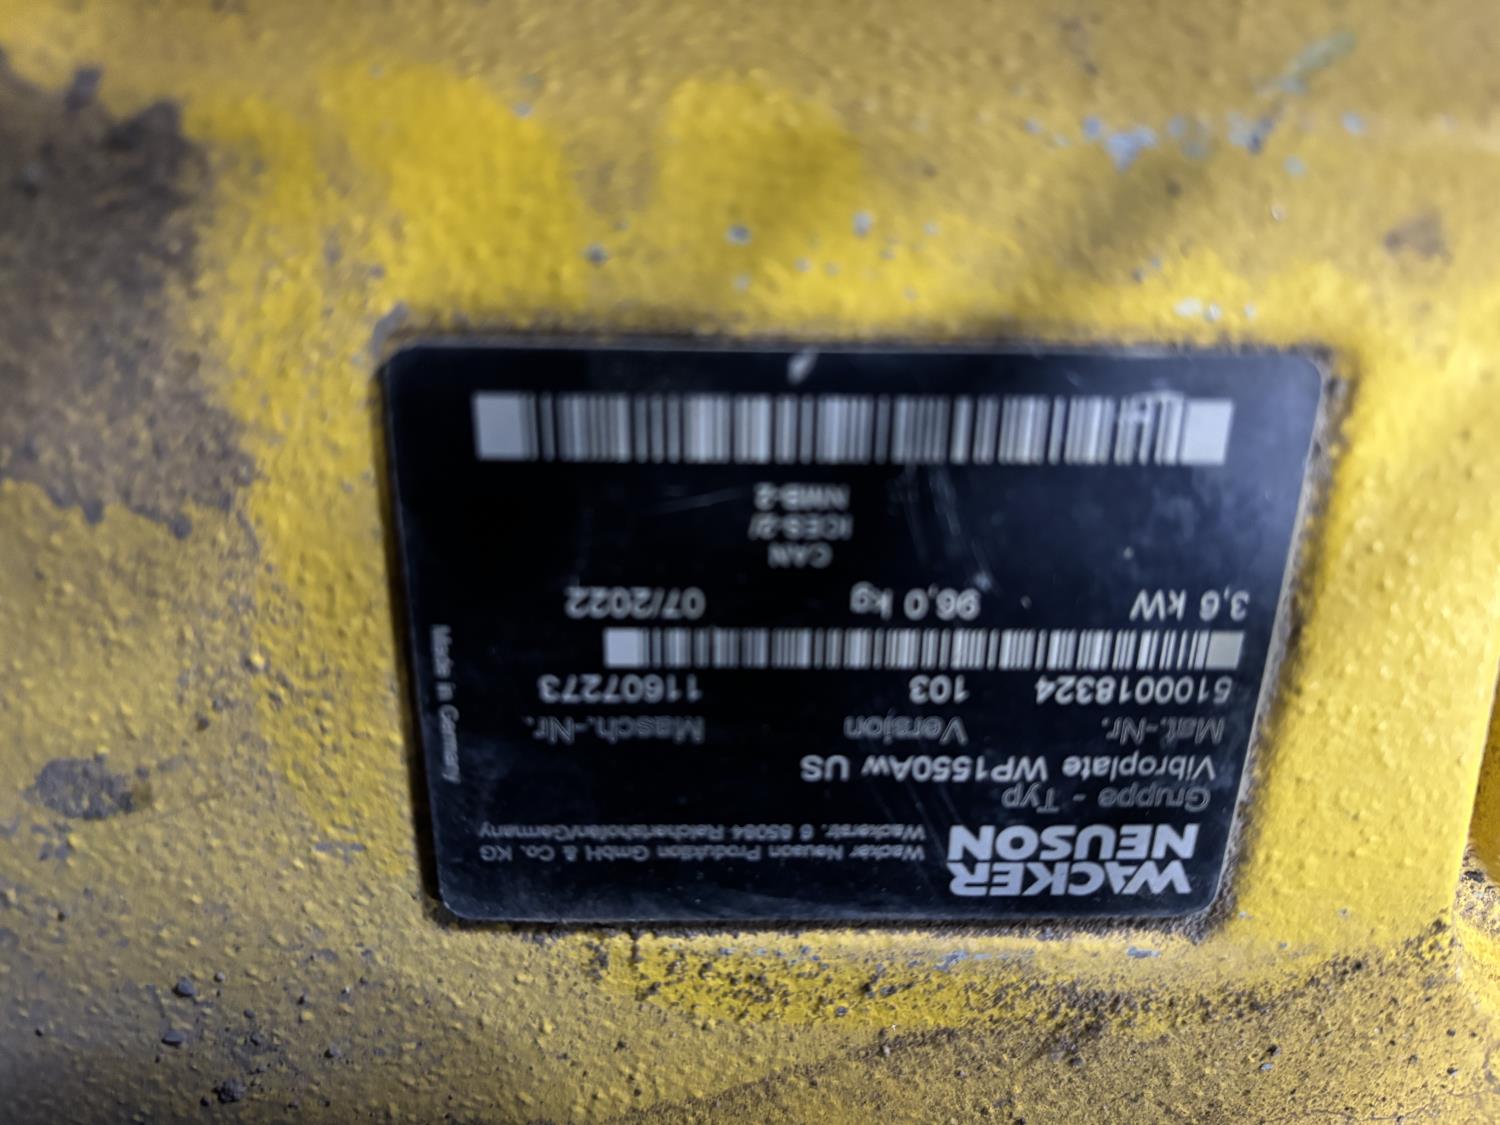 WACKER
NEUSON
Wacker Neuson Produktion GmbH & Co. KG
Wackerstr. 6 85084 Reichertshofen/Germany
Gruppe - Typ
Vibroplate WP1550Aw US
Mat.-Nr. Version Masch.-Nr.
5100018324 103 11607273
3,6 kW 96,0 kg 07/2022
CAN
ICES-2/
NMB-2
Made in Germany